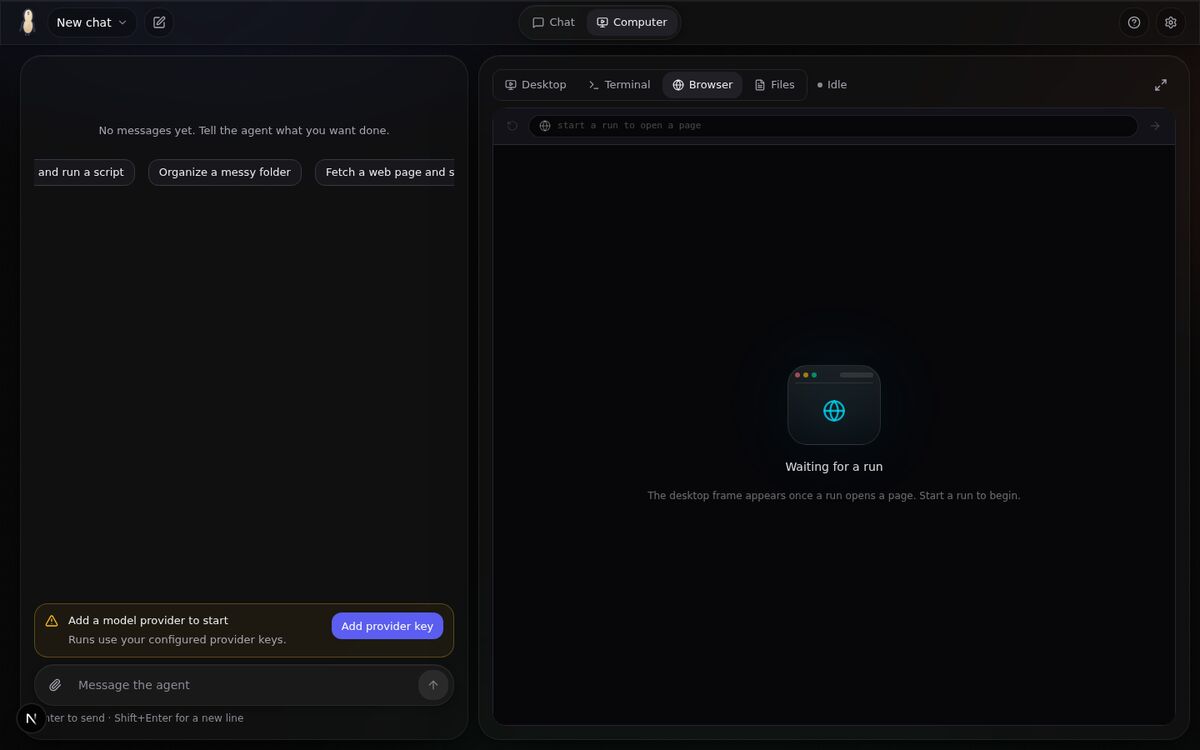 New chat
Chat
Computer
Desktop
Terminal
Browser
Files
Idle
start a run to open a page
No messages yet. Tell the agent what you want done.
and run a script
Organize a messy folder
Fetch a web page and s
Waiting for a run
The desktop frame appears once a run opens a page. Start a run to begin.
Add a model provider to start
Runs use your configured provider keys.
Add provider key
Message the agent
N
nter to send · Shift+Enter for a new line